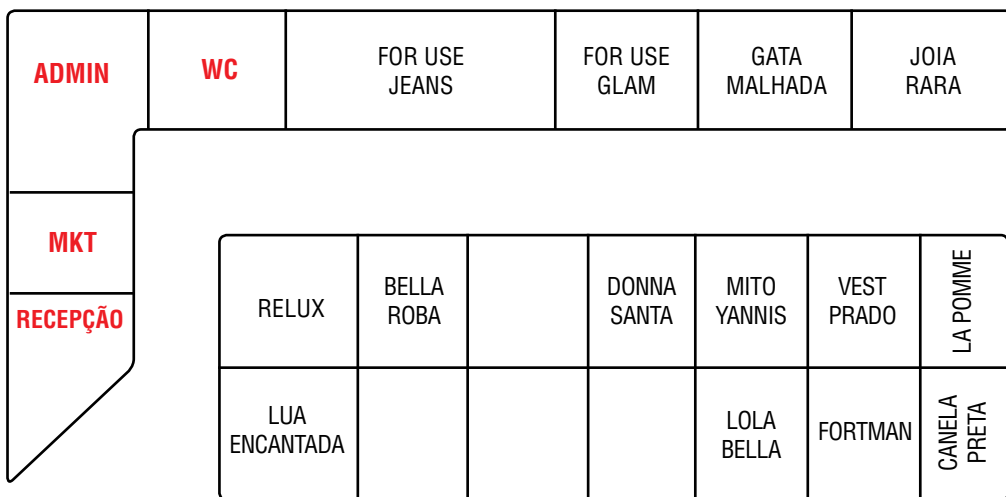 ADMIN
WC
FOR USE
JEANS
FOR USE
GLAM
GATA
MALHADA
JOIA
RARA
MKT
RECEPÇÃO
RELUX
BELLA
ROBA
DONNA
SANTA
MITO
YANNIS
VEST
PRADO
LA POMME
LUA
ENCANTADA
LOLA
BELLA
FORTMAN
CANELA
PRETA